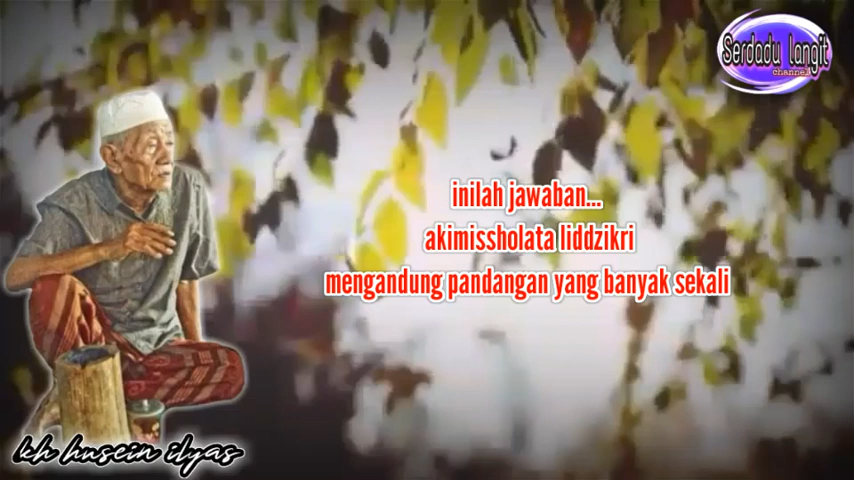 Serdadu langit
channel
inilah jawaban...
akimissholata liddzikri
mengandung pandangan yang banyak sekali
kh husein ilyas